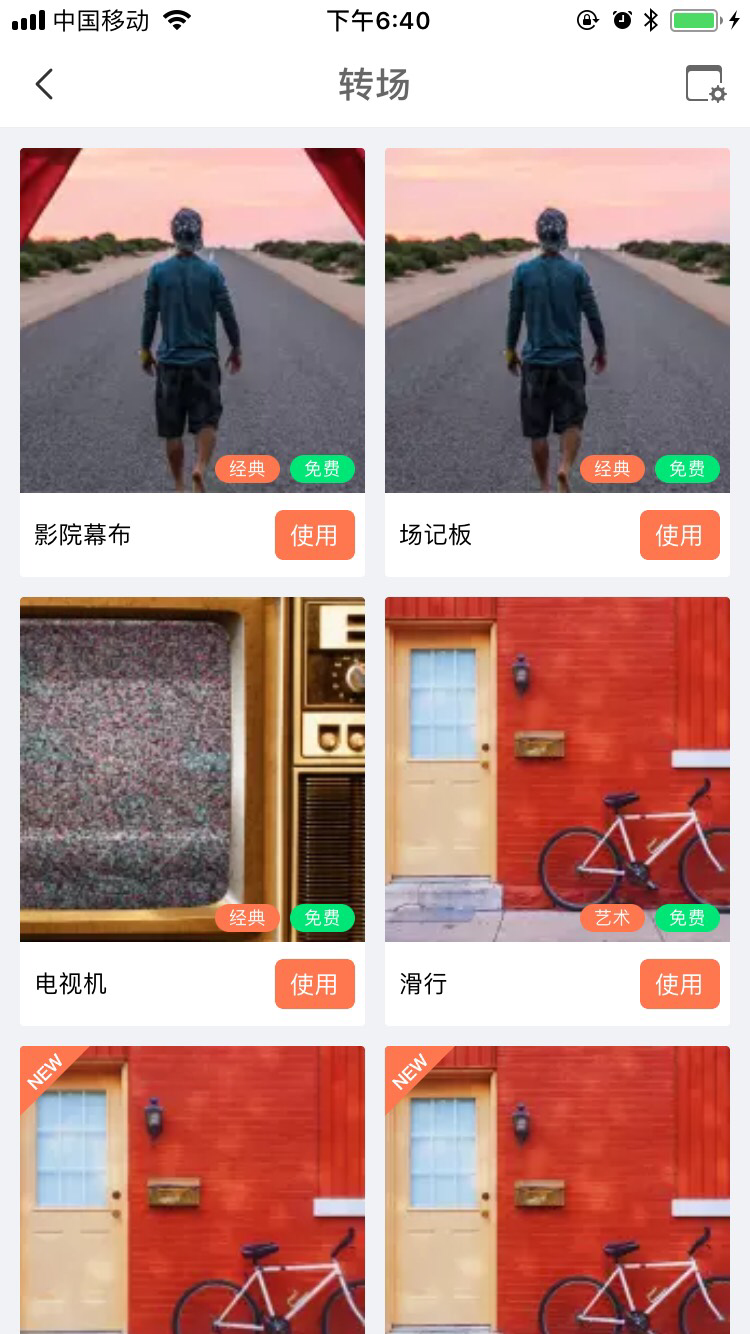 中国移动 下午6:40
转场
经典 免费
经典 免费
影院幕布 使用
场记板 使用
经典 免费
艺术 免费
电视机 使用
滑行 使用
NEW
NEW